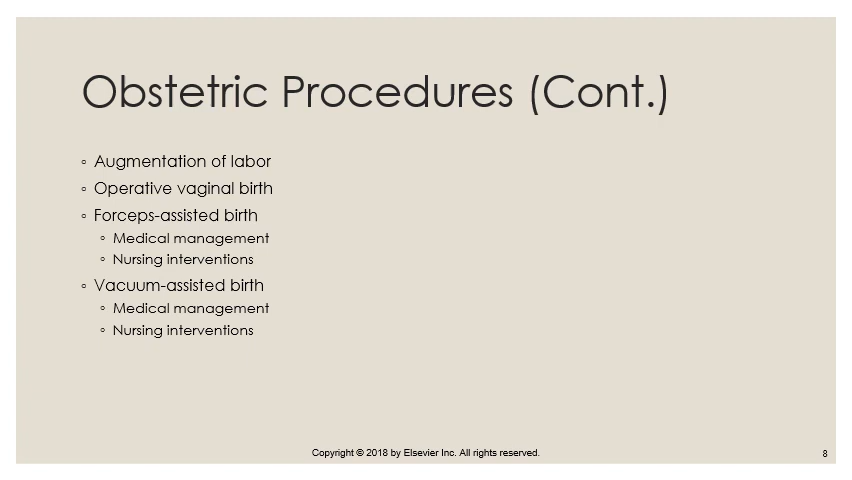 Obstetric Procedures (Cont.)
◦ Augmentation of labor
◦ Operative vaginal birth
◦ Forceps-assisted birth
◦ Medical management
◦ Nursing interventions
◦ Vacuum-assisted birth
◦ Medical management
◦ Nursing interventions
Copyright © 2018 by Elsevier Inc. All rights reserved.
8